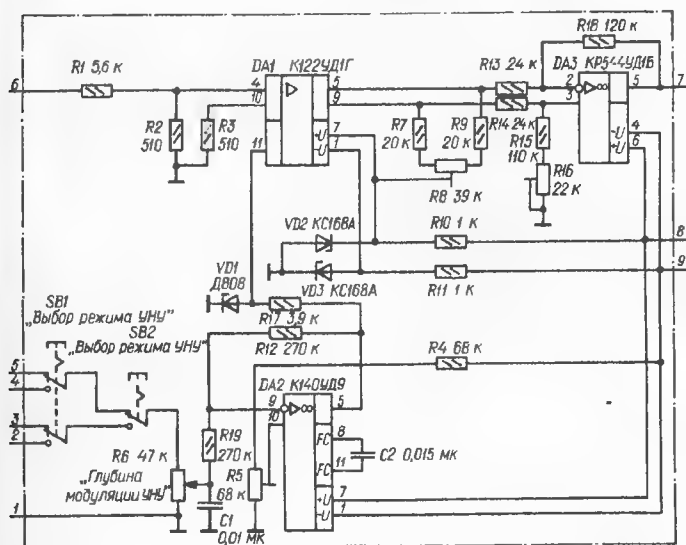 R18 120 к
DA1 К122УД1Г
R13 24 к
DA3 КР544УД1Б
R1 5,6 к
6
4
10
11
5
9
7
1
+U
-U
2
3
5
7
4
6
-U
+U
R2
510
R3
510
R7
20 к
R9
20 к
R14 24 к
R15
110 к
R16
22 к
R8 39 к
VD2 КС168А
R10 1 к
8
VD1
Д808
VD3 КС168А
R11 1 к
9
SB1
„Выбор режима УНУ"
SB2
„Выбор режима УНУ"
R17 3,9 к
R12 270 к
R4 68 к
DA2 К140УД9
5
4
3
2
9
10
5
8
FC
FC
11
C2 0,015 мк
R19
270 к
R5
68 к
R6 47 к
„Глубина
модуляции УНУ"
+U
-U
7
1
1
C1
0,01 мк